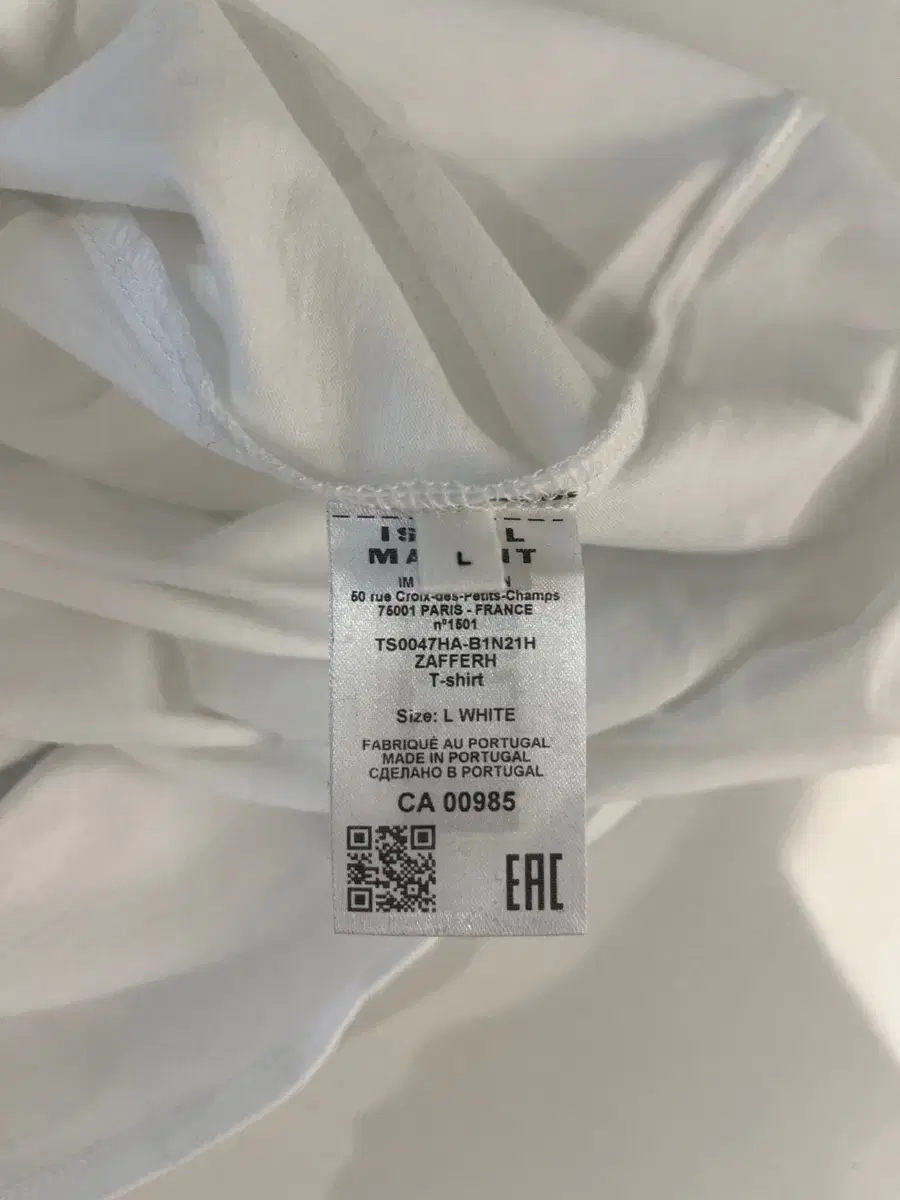 L
50 rue Croix-des-Petits-Champs
75001 PARIS - FRANCE
n°1501
TS0047HA-B1N21H
ZAFFERH
T-shirt
Size: L WHITE
FABRIQUÉ AU PORTUGAL
MADE IN PORTUGAL
СДЕЛАНО В PORTUGAL
CA 00985
EAC